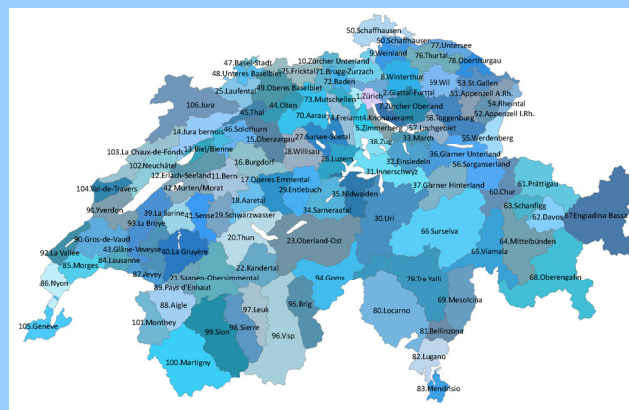 50.Schaffhausen
50.Schaffhausen
9.Weinland
77.Untersee
76.Thurtal
78.Oberthurgau
47.Basel-Stadt
10.Zürcher Unterland
48.Unteres Baselbiet
75.Fricktal
71.Brugg-Zurzach
72.Baden
8.Winterthur
59.Wil
53.St.Gallen
51.Appenzell A.Rh.
25.Laufental
49.Oberes Baselbiet
73.Mutschellen
1.Zürich
2.Glattal-Furttal
54.Rheintal
106.Jura
44.Olten
7.Zürcher Oberland
52.Appenzell I.Rh.
45.Thal
70.Aarau
74.Freiamt
4.Knonaueramt
58.Toggenburg
14.Jura bernois
46.Solothurn
5.Zimmerberg
57.Linthgebiet
15.Oberaargau
27.Sursee-Seetal
38.Zug
33.March
55.Werdenberg
103.La Chaux-de-Fonds
13.Biel/Bienne
28.Willisau
36.Glarner Unterland
102.Neuchâtel
16.Burgdorf
26.Luzern
32.Einsiedeln
56.Sarganserland
12.Erlach-Seeland
11.Bern
17.Oberes Emmental
31.Innerschwyz
104.Val-de-Travers
42.Murten/Morat
29.Entlebuch
35.Nidwalden
37.Glarner Hinterland
60.Chur
61.Prättigau
91.Yverdon
39.La Sarine
41.Sense
18.Aaretal
34.Sarneraatal
63.Schanfigg
93.La Broye
19.Schwarzwasser
30.Uri
62.Davos
67.Engiadina Bassa
90.Gros-de-Vaud
20.Thun
23.Oberland-Ost
66.Surselva
64.Mittelbünden
92.La Vallée
43.Glâne-Veveyse
40.La Gruyère
65.Viamala
85.Morges
84.Lausanne
22.Kandertal
68.Oberengadin
86.Nyon
87.Vevey
21.Saanen-Obersimmental
94.Goms
79.Tre Valli
89.Pays d'Enhaut
69.Mesolcina
88.Aigle
97.Leuk
95.Brig
80.Locarno
105.Genève
101.Monthey
99.Sion
98.Sierre
96.Visp
81.Bellinzona
100.Martigny
82.Lugano
83.Mendrisio